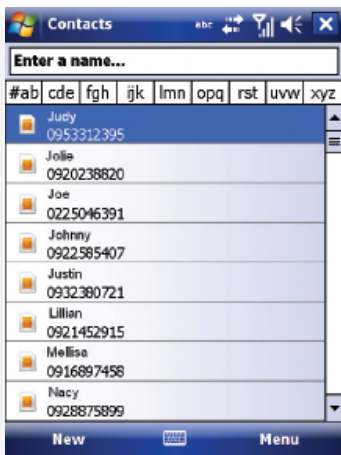 Contacts abc
Enter a name...
#ab cde fgh ijk lmn opq rst uvw xyz
Judy
0953312395
Jolie
0920238820
Joe
0225046391
Johnny
0922585407
Justin
0932380721
Lillian
0921452915
Mellisa
0916897458
Nacy
0928875899
New Menu